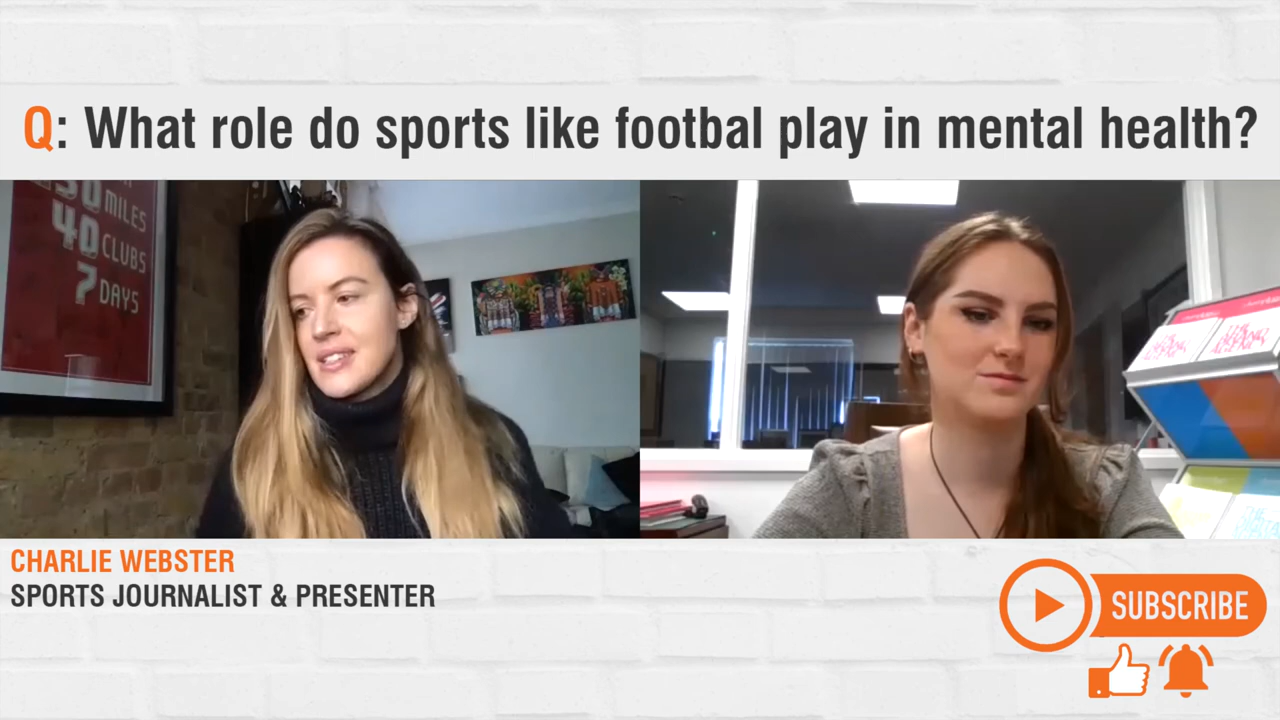 Q: What role do sports like footbal play in mental health?
MILES
40 CLUBS
7 DAYS
CHARLIE WEBSTER
SPORTS JOURNALIST & PRESENTER
SUBSCRIBE